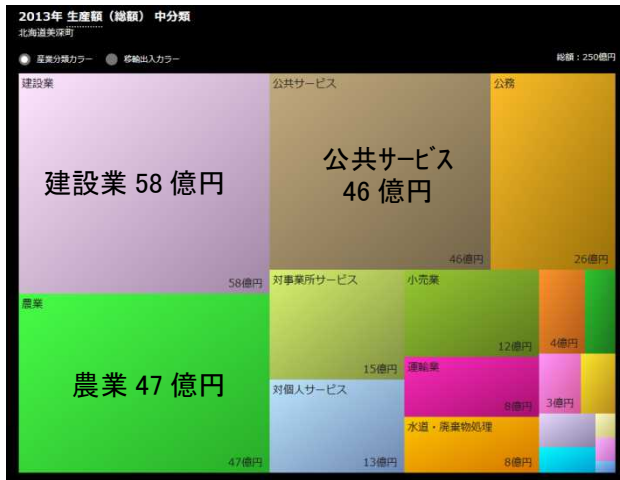 2013年 生産額（総額） 中分類
北海道美深町
産業分類カラー 移輸出入カラー
総額：250億円
建設業
建設業 58 億円
58億円
公共サービス
公共ｻｰﾋﾞｽ
46 億円
46億円
公務
26億円
農業
農業 47 億円
47億円
対事業所サービス
15億円
小売業
12億円
4億円
対個人サービス
13億円
運輸業
8億円
3億円
水道・廃棄物処理
8億円